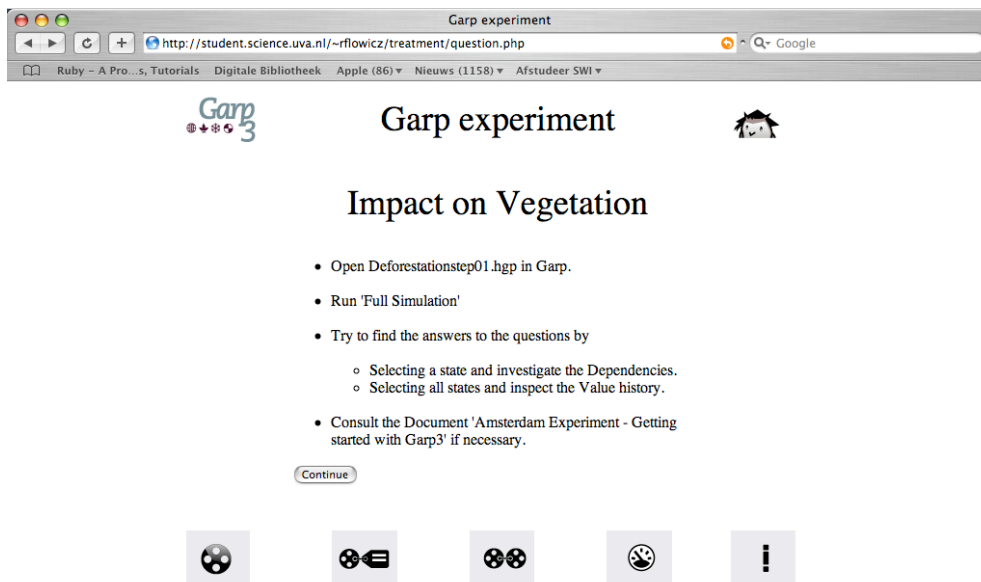 Garp experiment
http://student.science.uva.nl/~rflowicz/treatment/question.php
Google
Ruby – A Pro...s, Tutorials Digitale Bibliotheek Apple (86) Nieuws (1158) Afstudeer SWI
Garp
3
Garp experiment
Impact on Vegetation
• Open Deforestationstep01.hgp in Garp.
• Run 'Full Simulation'
• Try to find the answers to the questions by
◦ Selecting a state and investigate the Dependencies.
◦ Selecting all states and inspect the Value history.
• Consult the Document 'Amsterdam Experiment - Getting
started with Garp3' if necessary.
Continue
!